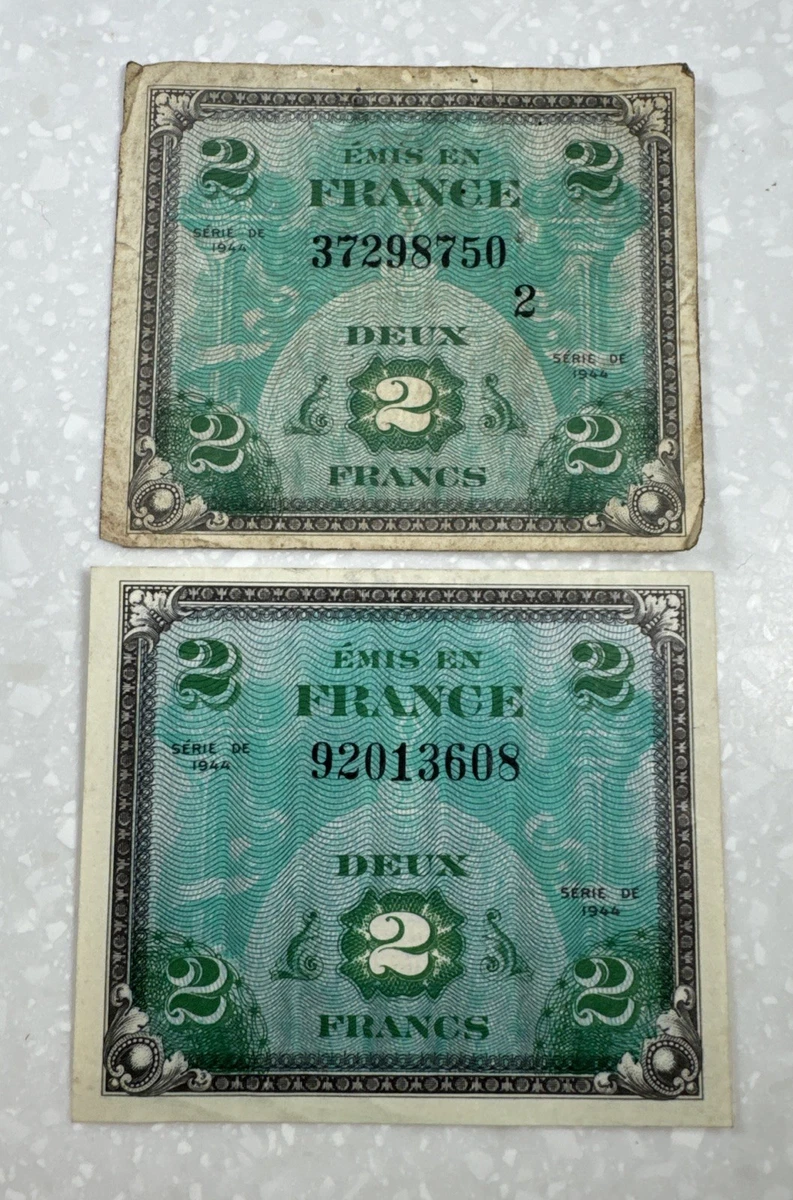 2 ÉMIS EN 2
FRANCE
SÉRIE DE
1944
37298750
2
DEUX
SÉRIE DE
1944
2 2 2
FRANCS
2 ÉMIS EN 2
FRANCE
SÉRIE DE
1944
92013608
DEUX
SÉRIE DE
1944
2 2 2
FRANCS